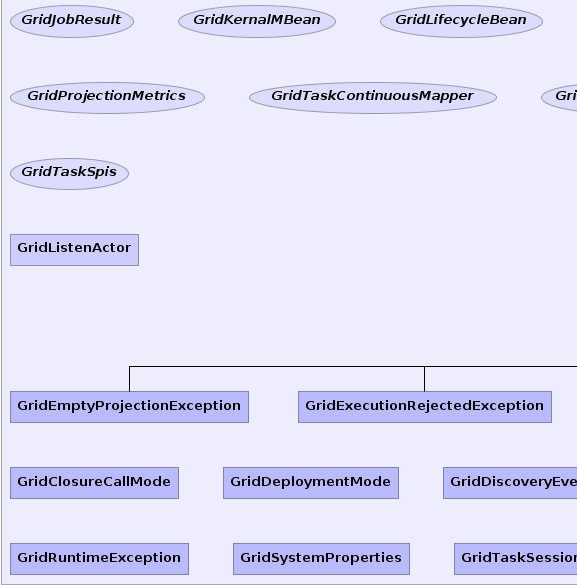 GridJobResult GridKernalMBean GridLifecycleBean
GridProjectionMetrics GridTaskContinuousMapper Gri
GridTaskSpis
GridListenActor
GridEmptyProjectionException GridExecutionRejectedException
GridClosureCallMode GridDeploymentMode GridDiscoveryEve
GridRuntimeException GridSystemProperties GridTaskSession